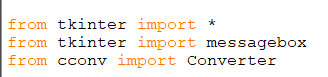 from tkinter import *
from tkinter import messagebox
from cconv import Converter